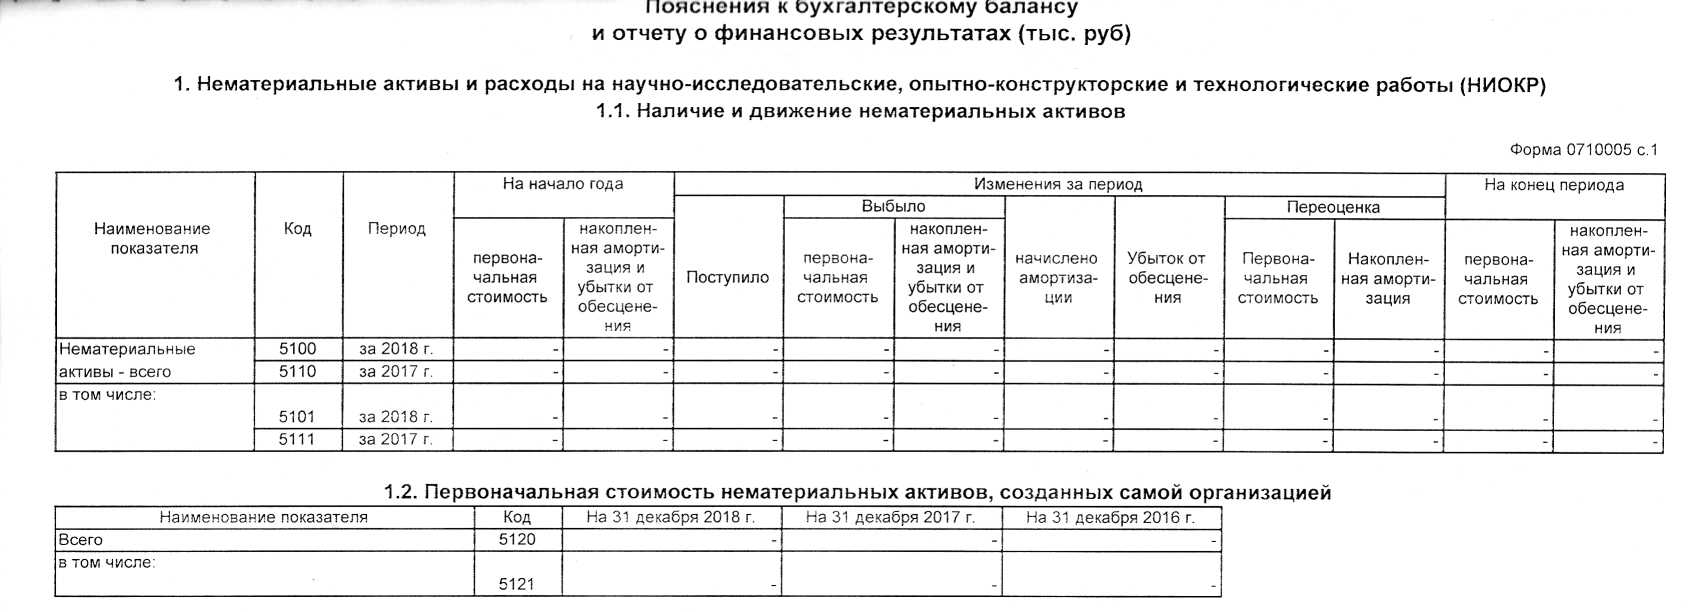 Пояснения к бухгалтерскому балансу
и отчету о финансовых результатах (тыс. руб)
1. Нематериальные активы и расходы на научно-исследовательские, опытно-конструкторские и технологические работы (НИОКР)
1.1. Наличие и движение нематериальных активов
Форма 0710005 с.1
Наименование показателя | Код | Период | На начало года | Изменения за период | На конец периода
Поступило | Выбыло | начислено амортиза-ции | Убыток от обесцене-ния | Переоценка
первона-чальная стоимость | накоплен-ная аморти-зация и убытки от обесцене-ния | первона-чальная стоимость | накоплен-ная аморти-зация и убытки от обесцене-ния | Первона-чальная стоимость | Накоплен-ная аморти-зация | первона-чальная стоимость | накоплен-ная аморти-зация и убытки от обесцене-ния
Нематериальные 5100 за 2018 г. - - - - - - - - - - -
активы - всего 5110 за 2017 г. - - - - - - - - - - -
в том числе:
5101 за 2018 г. - - - - - - - - - - -
5111 за 2017 г. - - - - - - - - - - -
1.2. Первоначальная стоимость нематериальных активов, созданных самой организацией
Наименование показателя Код На 31 декабря 2018 г. На 31 декабря 2017 г. На 31 декабря 2016 г.
Всего 5120 - - -
в том числе:
5121 - - -